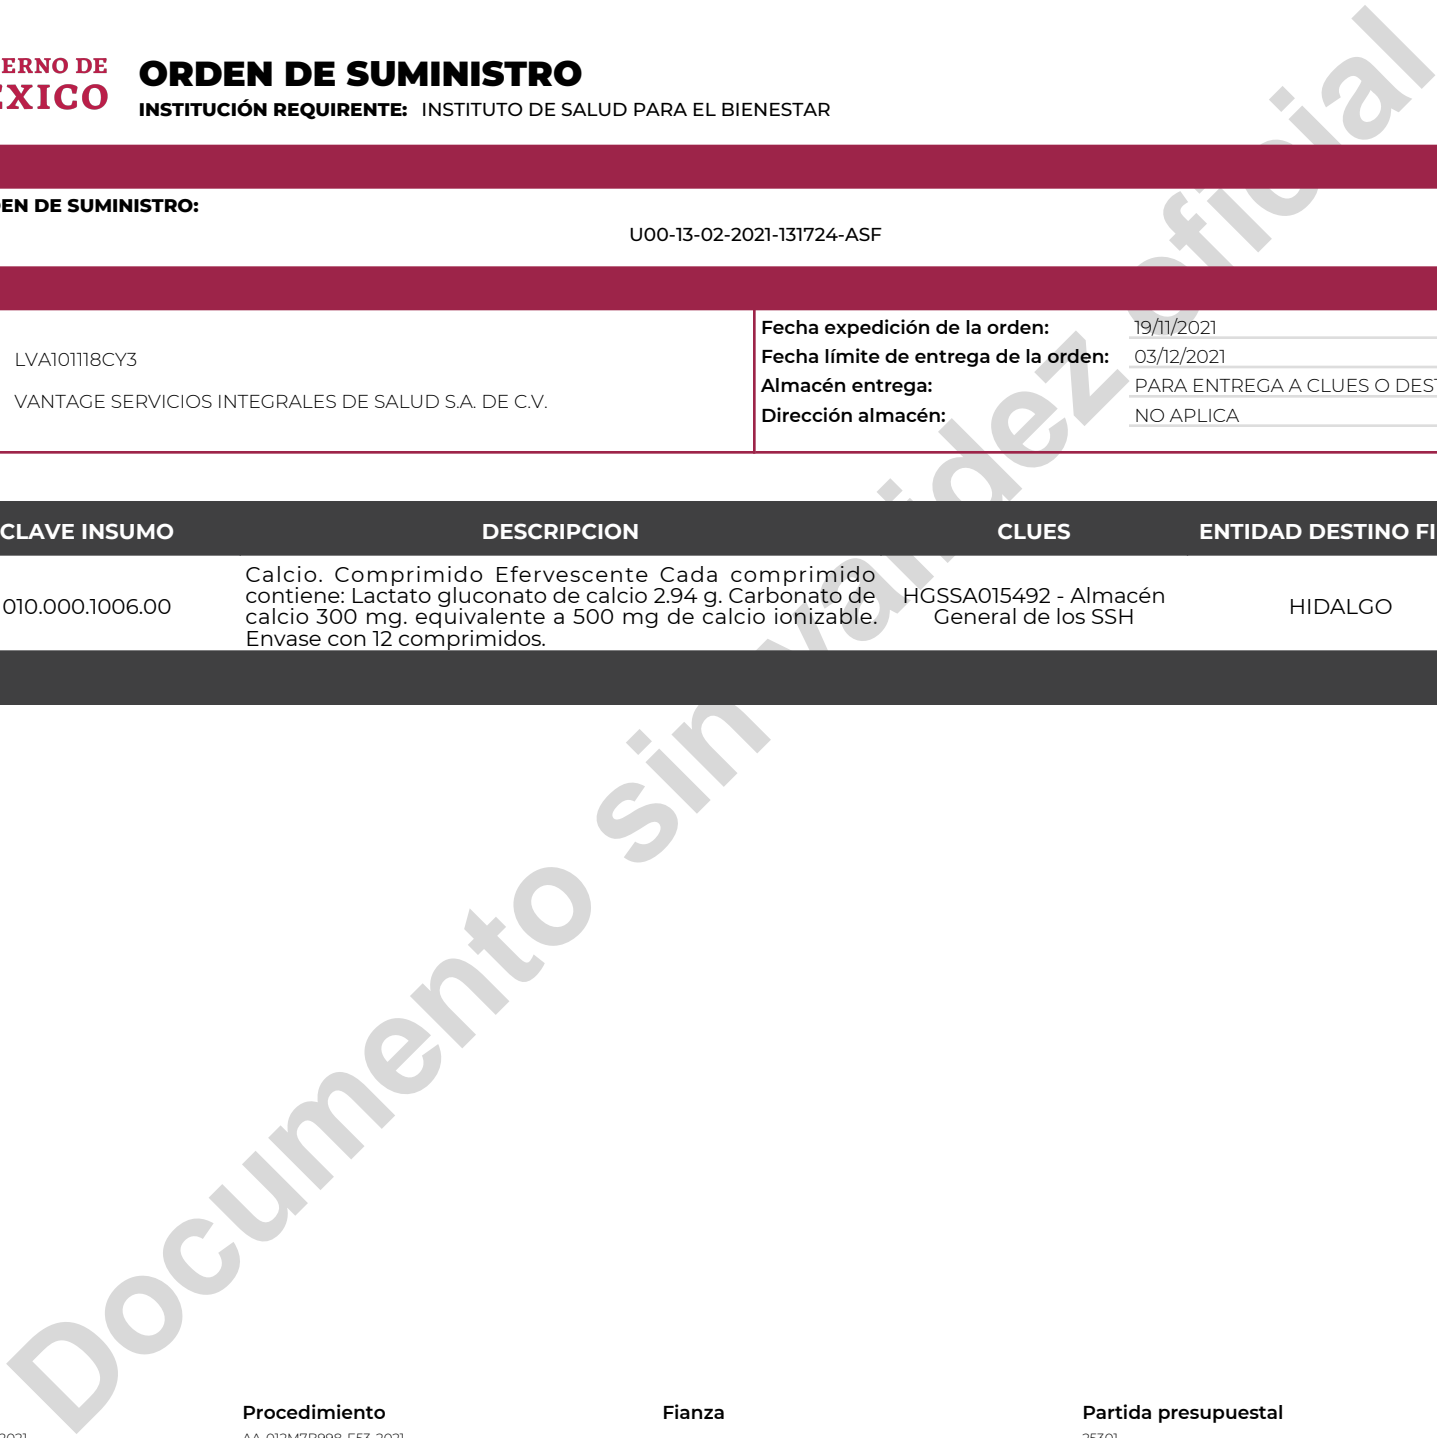 ERNO DE
EXICO
ORDEN DE SUMINISTRO
INSTITUCIÓN REQUIRENTE: INSTITUTO DE SALUD PARA EL BIENESTAR
EN DE SUMINISTRO:
U00-13-02-2021-131724-ASF
LVA101118CY3
VANTAGE SERVICIOS INTEGRALES DE SALUD S.A. DE C.V.
Fecha expedición de la orden: 19/11/2021
Fecha límite de entrega de la orden: 03/12/2021
Almacén entrega: PARA ENTREGA A CLUES O DEST
Dirección almacén: NO APLICA
CLAVE INSUMO DESCRIPCION CLUES ENTIDAD DESTINO FI
010.000.1006.00
Calcio. Comprimido Efervescente Cada comprimido
contiene: Lactato gluconato de calcio 2.94 g. Carbonato de
calcio 300 mg. equivalente a 500 mg de calcio ionizable.
Envase con 12 comprimidos.
HGSSA015492 - Almacén
General de los SSH
HIDALGO
Documento sin validez oficial
Procedimiento Fianza Partida presupuestal